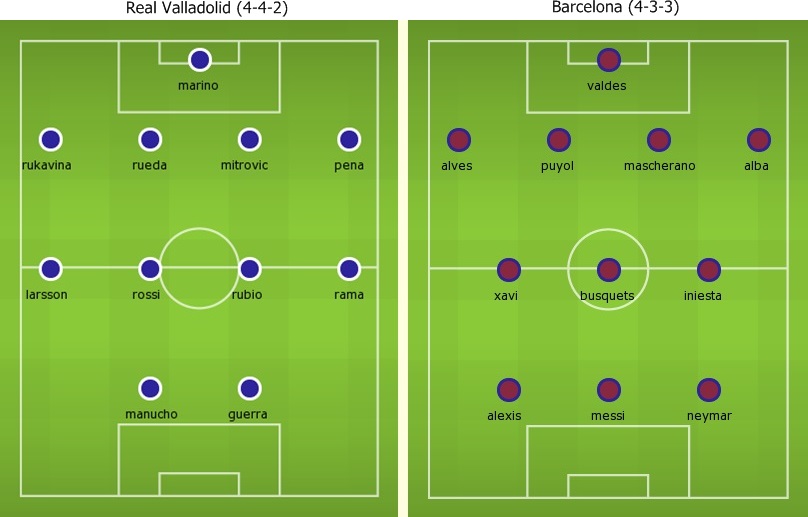 Real Valladolid (4-4-2)
marino
rukavina rueda mitrovic pena
larsson rossi rubio rama
manucho guerra
Barcelona (4-3-3)
valdes
alves puyol mascherano alba
xavi busquets iniesta
alexis messi neymar